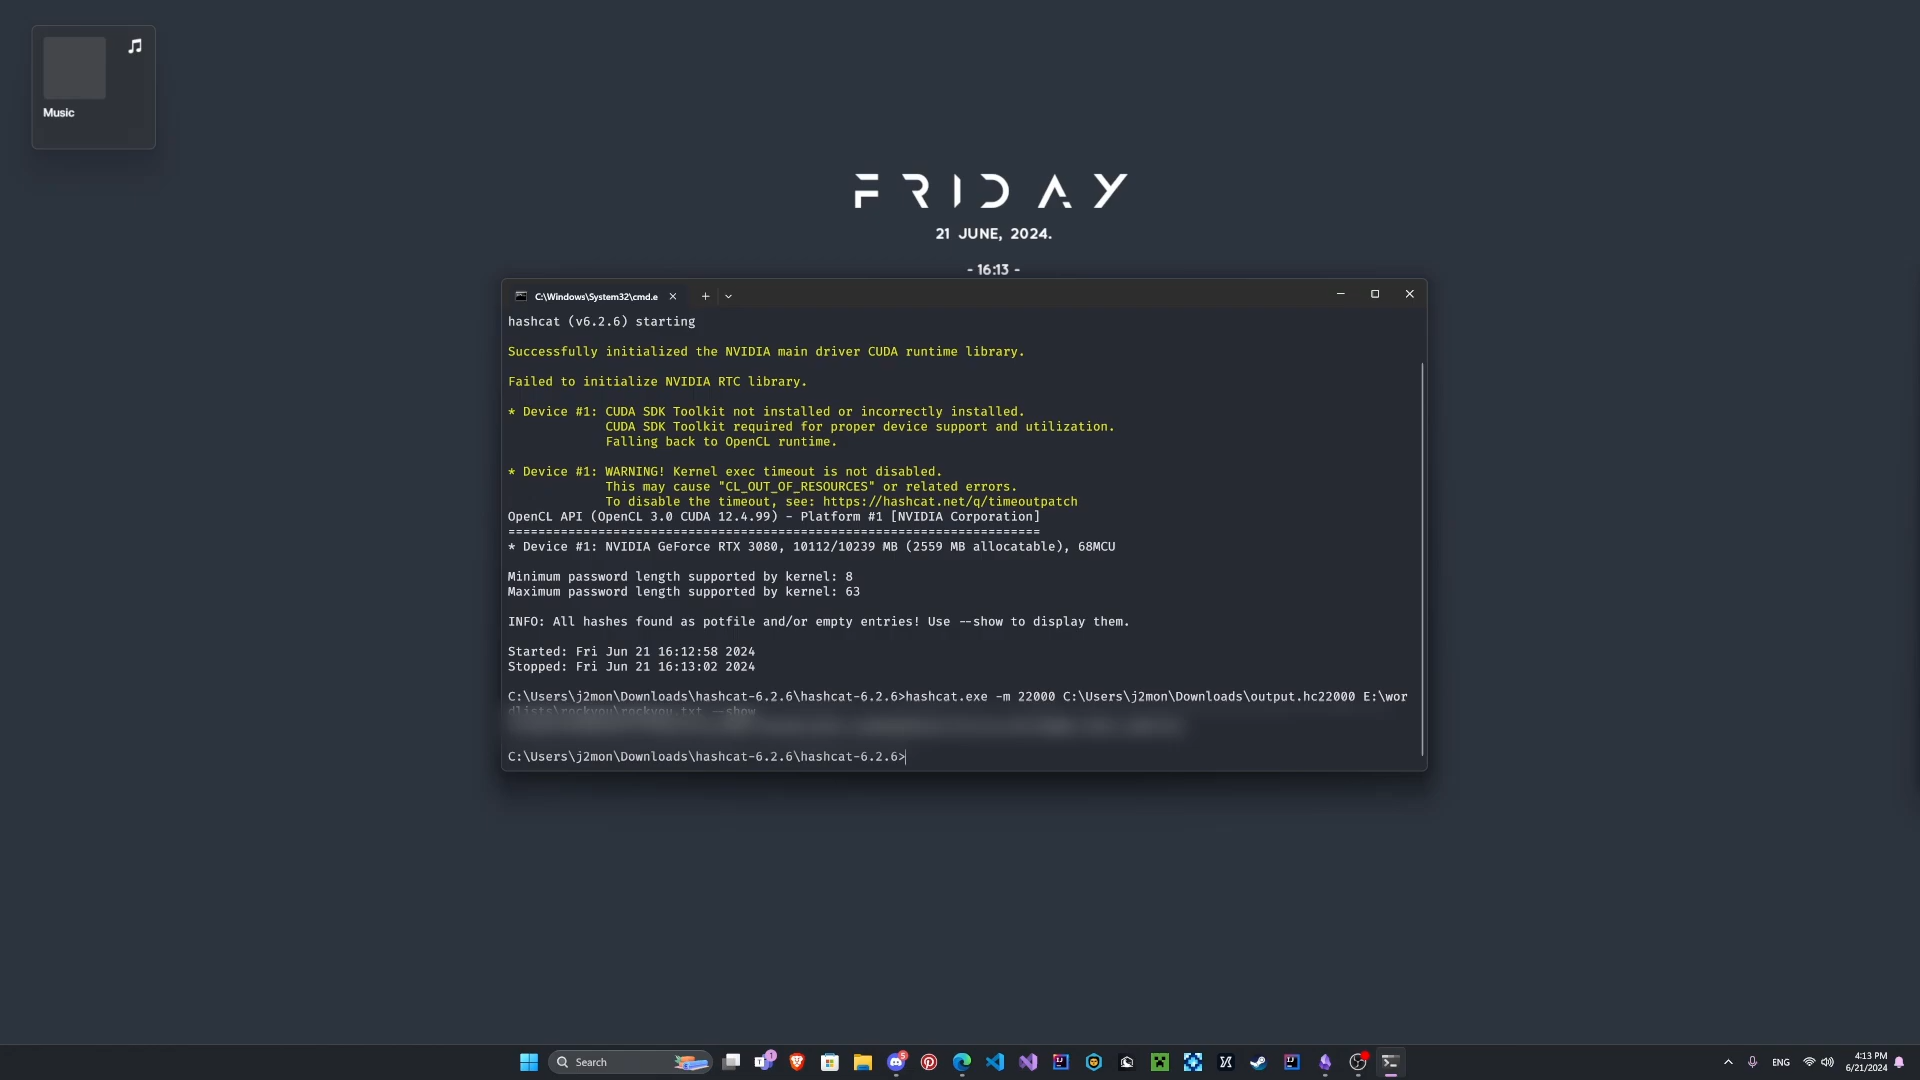 Music
FRIDAY
21 JUNE, 2024.
- 16:13 -
C:\Windows\System32\cmd.e
hashcat (v6.2.6) starting
Successfully initialized the NVIDIA main driver CUDA runtime library.
Failed to initialize NVIDIA RTC library.
* Device #1: CUDA SDK Toolkit not installed or incorrectly installed.
CUDA SDK Toolkit required for proper device support and utilization.
Falling back to OpenCL runtime.
* Device #1: WARNING! Kernel exec timeout is not disabled.
This may cause "CL_OUT_OF_RESOURCES" or related errors.
To disable the timeout, see: https://hashcat.net/q/timeoutpatch
OpenCL API (OpenCL 3.0 CUDA 12.4.99) - Platform #1 [NVIDIA Corporation]
=======================================================================
* Device #1: NVIDIA GeForce RTX 3080, 10112/10239 MB (2559 MB allocatable), 68MCU
Minimum password length supported by kernel: 8
Maximum password length supported by kernel: 63
INFO: All hashes found as potfile and/or empty entries! Use --show to display them.
Started: Fri Jun 21 16:12:58 2024
Stopped: Fri Jun 21 16:13:02 2024
C:\Users\j2mon\Downloads\hashcat-6.2.6\hashcat-6.2.6>hashcat.exe -m 22000 C:\Users\j2mon\Downloads\output.hc22000 E:\wor
dlists\rockyou\rockyou.txt --show
C:\Users\j2mon\Downloads\hashcat-6.2.6\hashcat-6.2.6>
Search
1
5
ENG
4:13 PM
6/21/2024